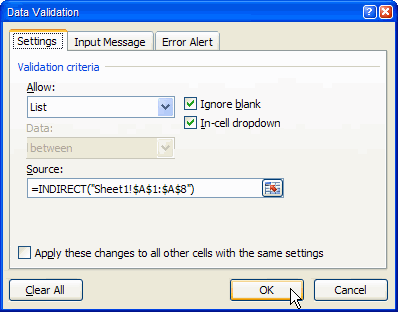 Data Validation
Settings Input Message Error Alert
Validation criteria
Allow:
List
Ignore blank
In-cell dropdown
Data:
between
Source:
=INDIRECT("Sheet1!$A$1:$A$8")
Apply these changes to all other cells with the same settings
Clear All OK Cancel